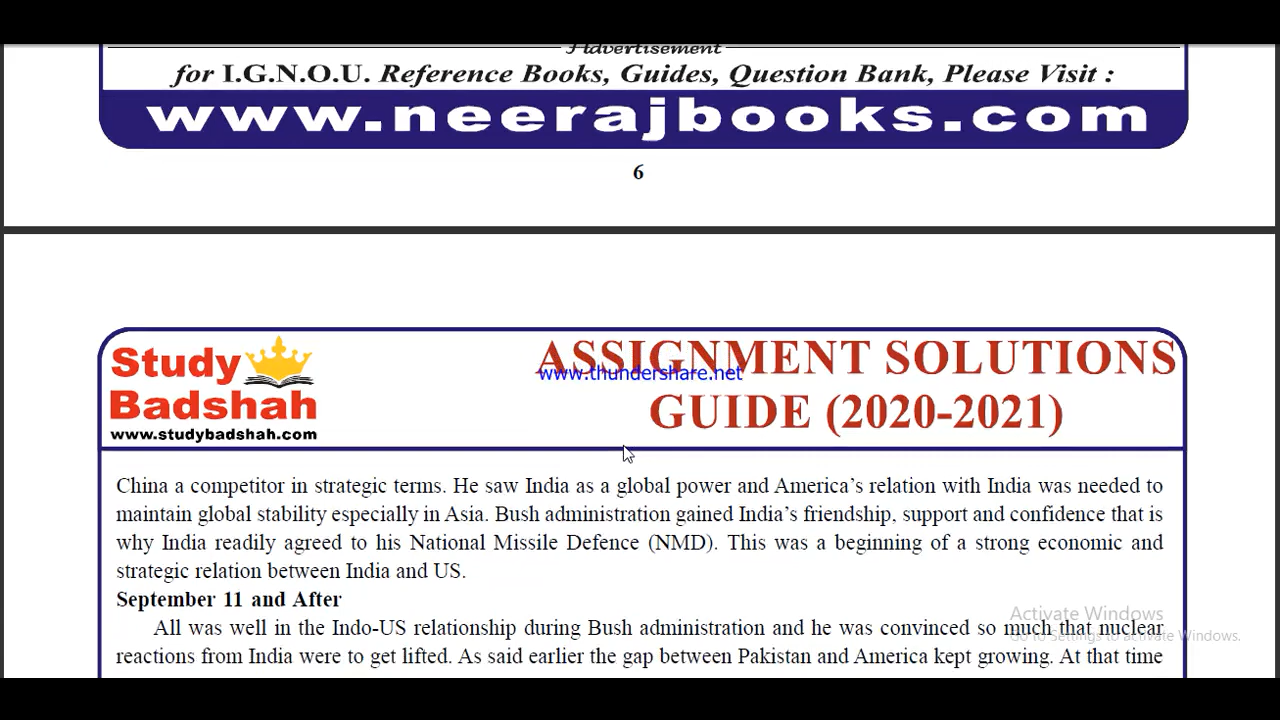 Advertisement
for I.G.N.O.U. Reference Books, Guides, Question Bank, Please Visit :
www.neerajbooks.com
6
Study
Badshah
www.studybadshah.com
ASSIGNMENT SOLUTIONS
www.thundershare.net
GUIDE (2020-2021)
China a competitor in strategic terms. He saw India as a global power and America's relation with India was needed to
maintain global stability especially in Asia. Bush administration gained India's friendship, support and confidence that is
why India readily agreed to his National Missile Defence (NMD). This was a beginning of a strong economic and
strategic relation between India and US.
September 11 and After
All was well in the Indo-US relationship during Bush administration and he was convinced so much that nuclear
reactions from India were to get lifted. As said earlier the gap between Pakistan and America kept growing. At that time
Activate Windows
Go to Settings to activate Windows.